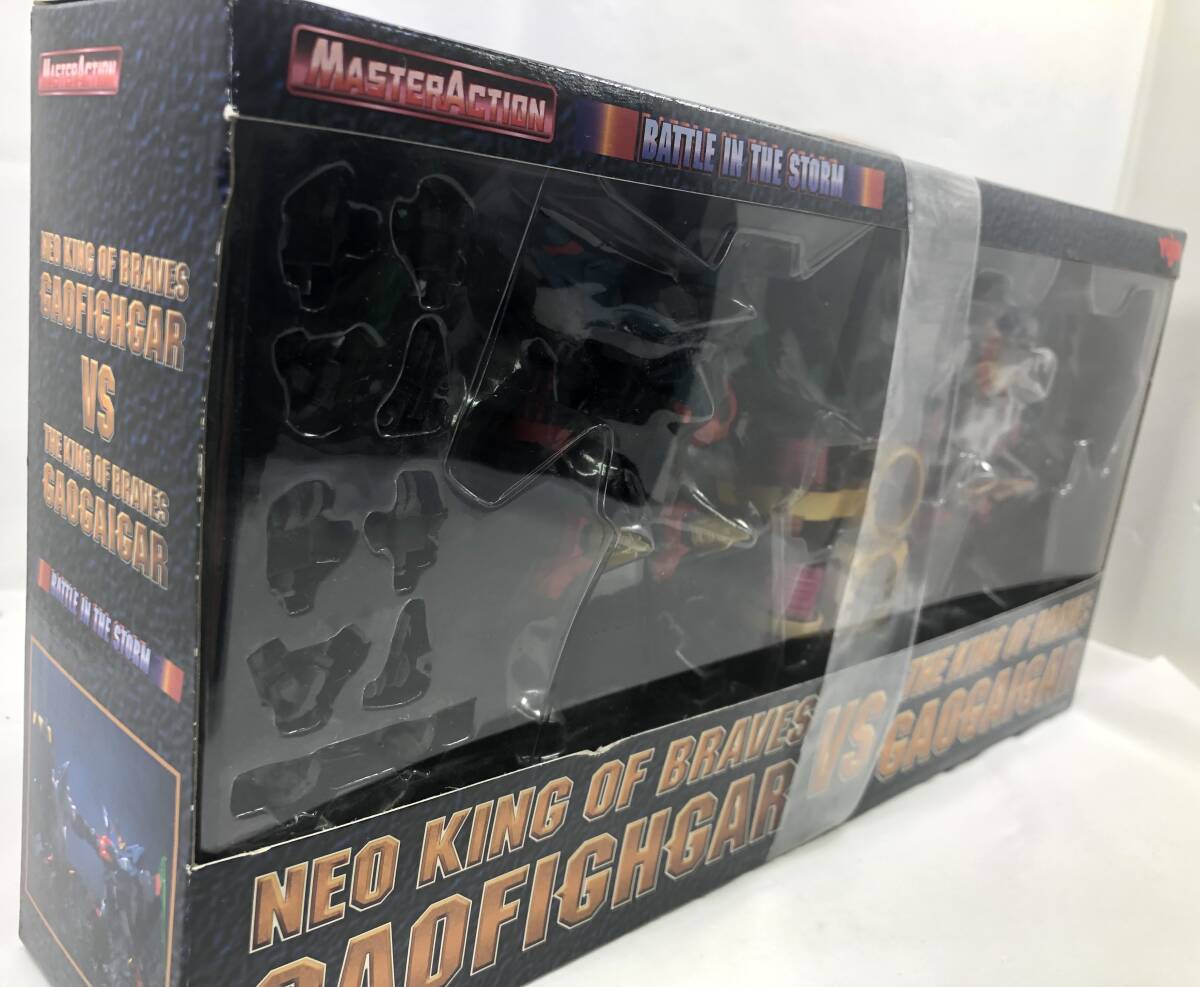 MASTERACTION
NEO KING OF BRAVES
GAOFIGHGAR
VS
THE KING OF BRAVES
GAOGAIGAR
BATTLE IN THE STORM
MASTERACTION
BATTLE IN THE STORM
NEO KING OF BRAVES
GAOFIGHGAR
VS
THE KING OF BRAVES
GAOGAIGAR